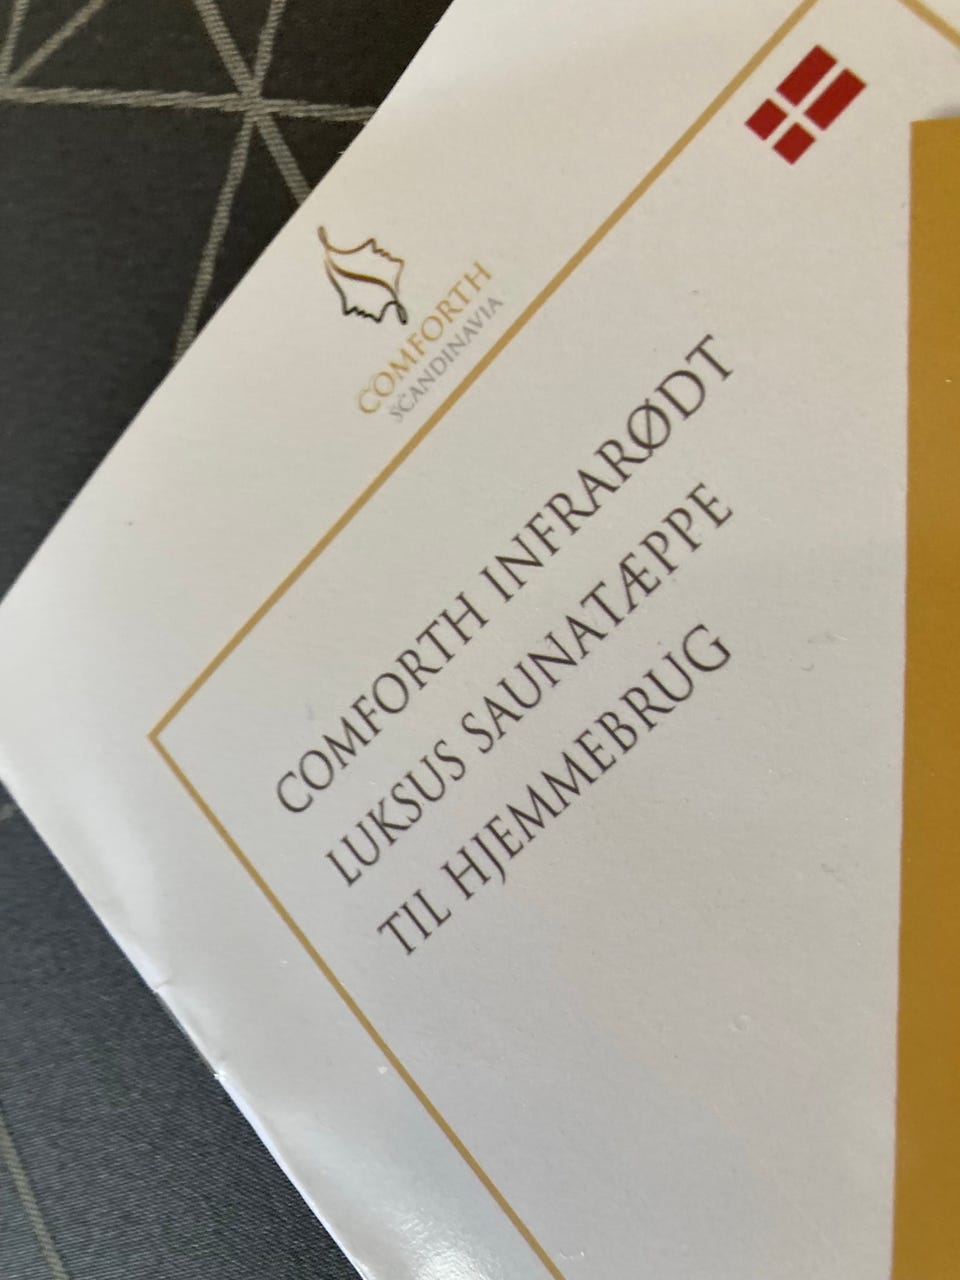 COMFORTH
SCANDINAVIA
COMFORTH INFRARØDT
LUKSUS SAUNATÆPPE
TIL HJEMMEBRUG